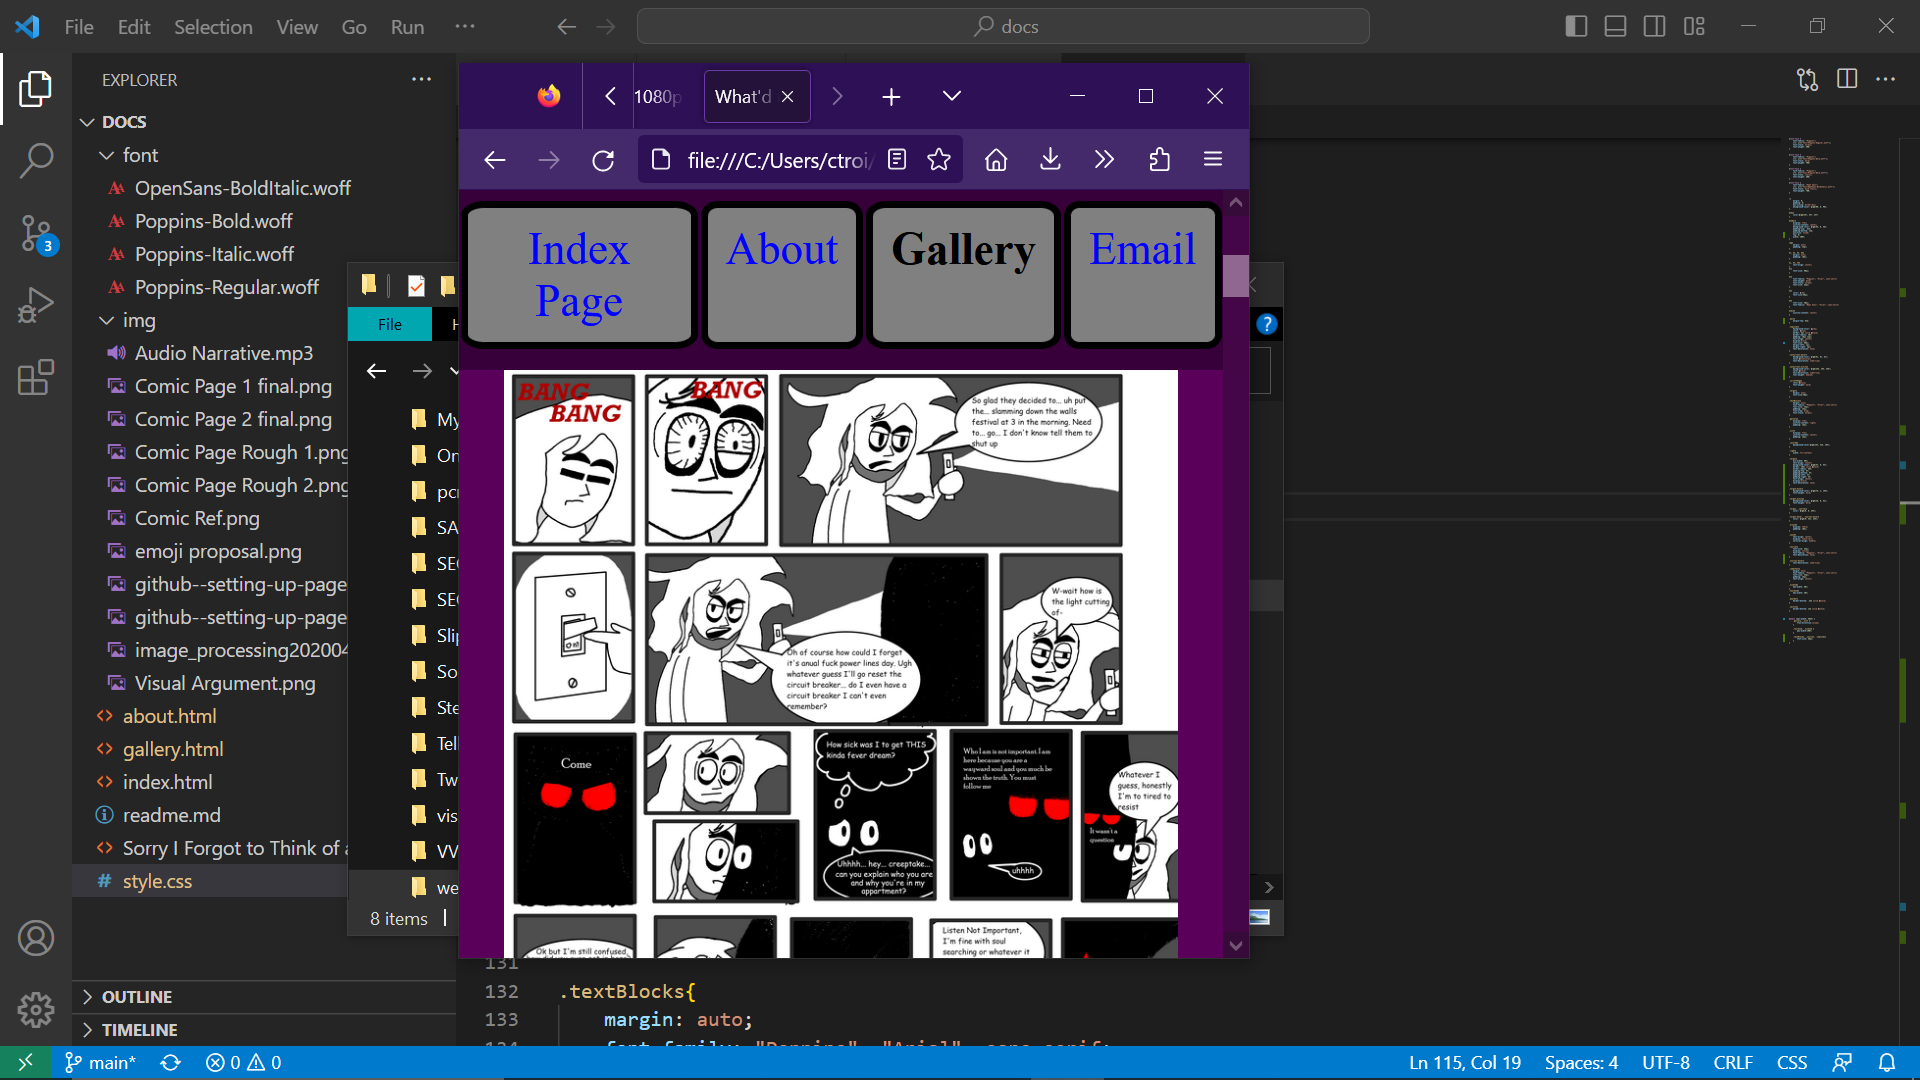 File Edit Selection View Go Run ···
docs
EXPLORER
DOCS
font
OpenSans-BoldItalic.woff
Poppins-Bold.woff
Poppins-Italic.woff
Poppins-Regular.woff
img
Audio Narrative.mp3
Comic Page 1 final.png
Comic Page 2 final.png
Comic Page Rough 1.png
Comic Page Rough 2.png
Comic Ref.png
emoji proposal.png
github--setting-up-page
github--setting-up-page
image_processing202004
Visual Argument.png
about.html
gallery.html
index.html
readme.md
Sorry I Forgot to Think of a
style.css
OUTLINE
TIMELINE
3
File
My
On
pcr
SA
SE
SE
Slip
So
Ste
Tel
Tw
vis
VV
we
8 items
1080p
What'd
file:///C:/Users/ctroi/
Index Page
About
Gallery
Email
BANG
BANG
BANG
So glad they decided to... uh put
the... slamming down the walls
festival at 3 in the morning. Need
to... go... I don't know tell them to
shut up
On!
Oh of course how could I forget
it's anual fuck power lines day. Ugh
whatever guess I'll go reset the
circuit breaker... do I even have a
circuit breaker I can't even
remember?
W-wait how is
the light cutting
of-
Come
How sick was I to get THIS
kinda fever dream?
Uhhhh... hey... creeptake...
can you explain who you are
and why you're in my
appartment?
Who I am is not important. I am
here because you are a
wayward soul and you much be
shown the truth. You must
follow me
uhhhh
Whatever I
guess, honestly
I'm to tired to
resist
It wasn't a
question
Ok but I'm still confused
Listen Not Important,
I'm fine with soul
searching or whatever it
131
132 .textBlocks{
133 margin: auto;
134 font-family: "Poppins", "Arial", sans-serif;
main* 0 0
Ln 115, Col 19 Spaces: 4 UTF-8 CRLF CSS